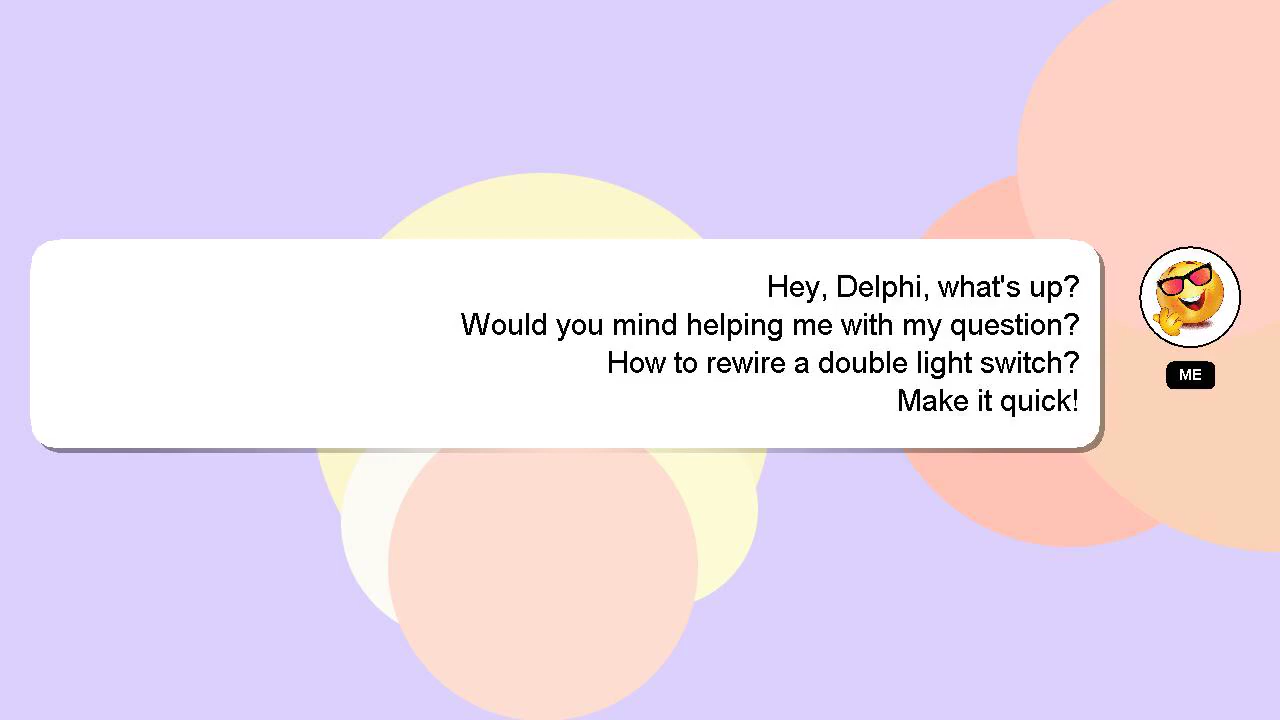 Hey, Delphi, what's up?
Would you mind helping me with my question?
How to rewire a double light switch?
Make it quick!
ME